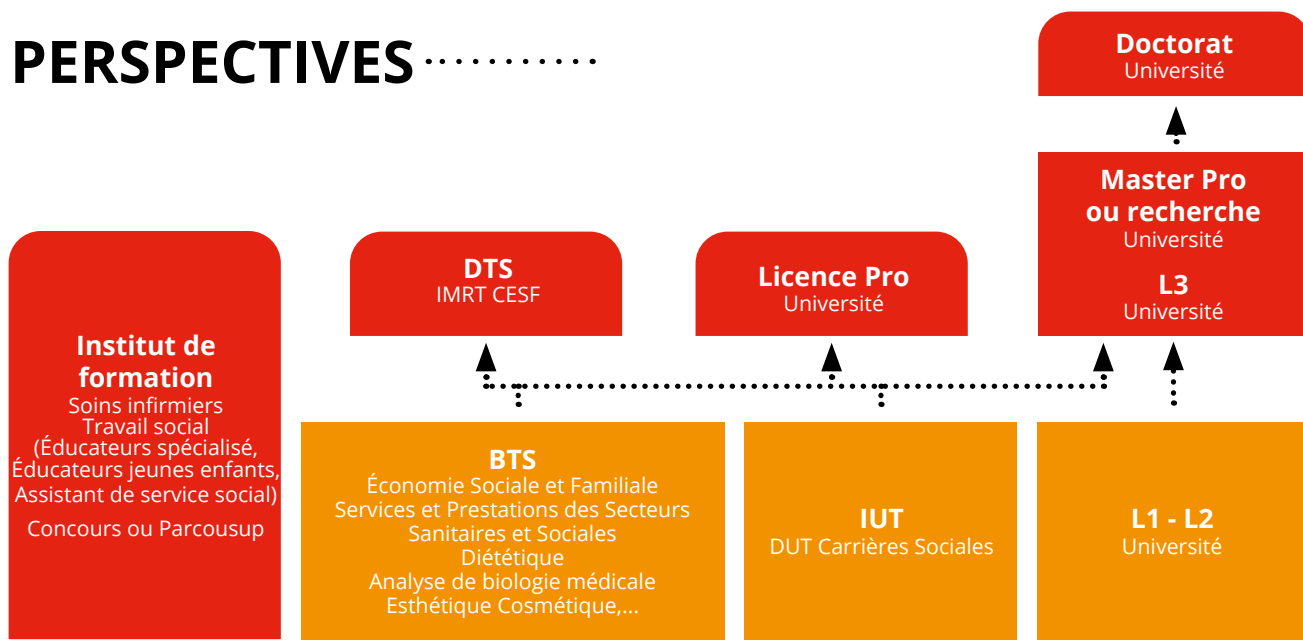 PERSPECTIVES
Doctorat
Université
Master Pro
ou recherche
Université
L3
Université
DTS
IMRT CESF
Licence Pro
Université
Institut de
formation
Soins infirmiers
Travail social
(Éducateurs spécialisé,
Éducateurs jeunes enfants,
Assistant de service social)
Concours ou Parcousup
BTS
Économie Sociale et Familiale
Services et Prestations des Secteurs
Sanitaires et Sociales
Diététique
Analyse de biologie médicale
Esthétique Cosmétique,...
IUT
DUT Carrières Sociales
L1 - L2
Université